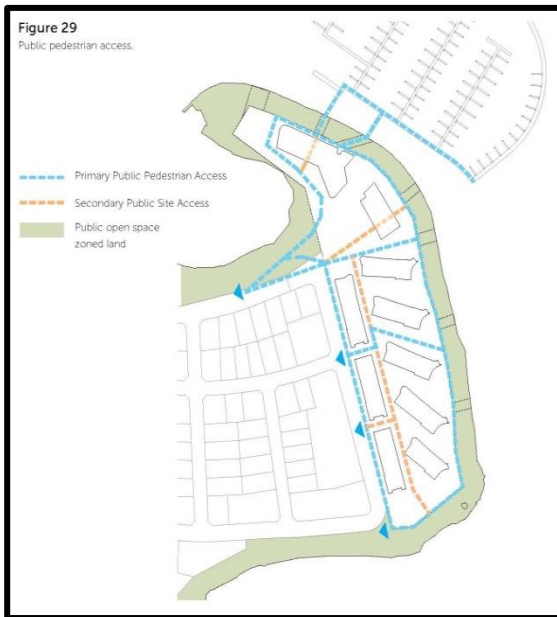 Figure 29
Public pedestrian access.
Primary Public Pedestrian Access
Secondary Public Site Access
Public open space
zoned land